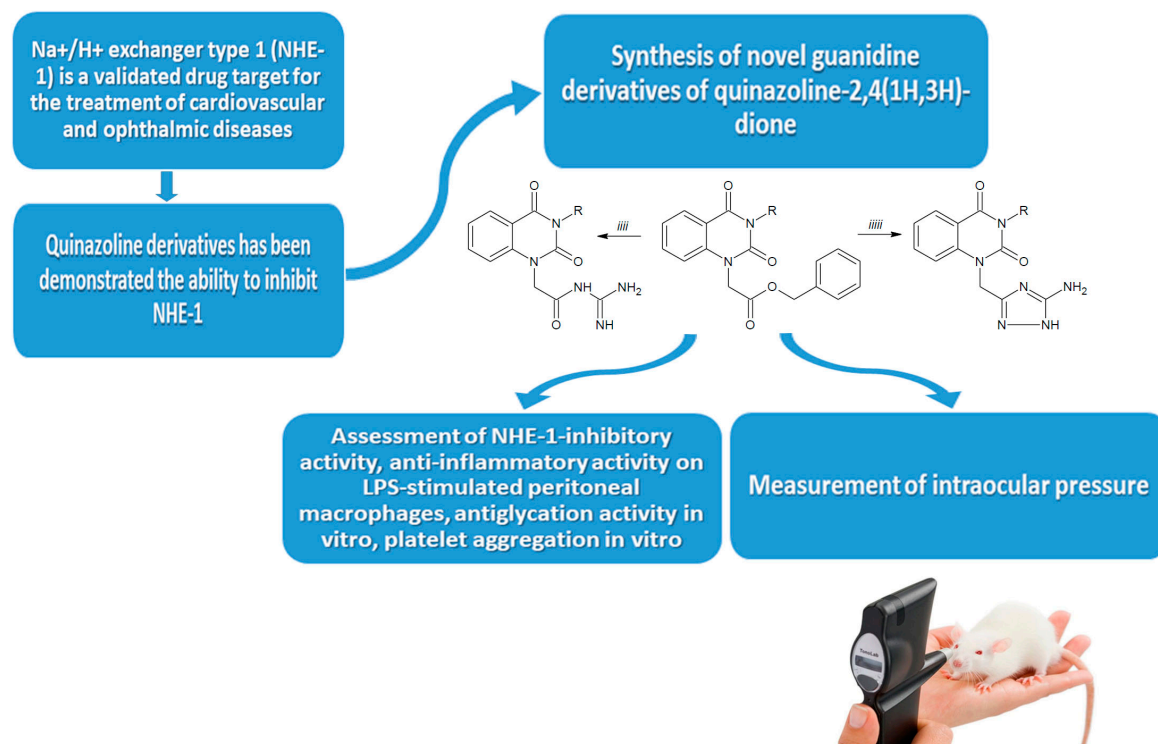 Na+/H+ exchanger type 1 (NHE-
1) is a validated drug target for
the treatment of cardiovascular
and ophthalmic diseases
Synthesis of novel guanidine
derivatives of quinazoline-2,4(1H,3H)-
dione
Quinazoline derivatives has been
demonstrated the ability to inhibit
NHE-1
O
N
R
N
O
NH
NH2
O
NH
iiii
O
N
R
N
O
O
O
iiiii
O
N
R
N
O
N
NH2
N
NH
Assessment of NHE-1-inhibitory
activity, anti-inflammatory activity on
LPS-stimulated peritoneal
macrophages, antiglycation activity in
vitro, platelet aggregation in vitro
Measurement of intraocular pressure
TonoLab